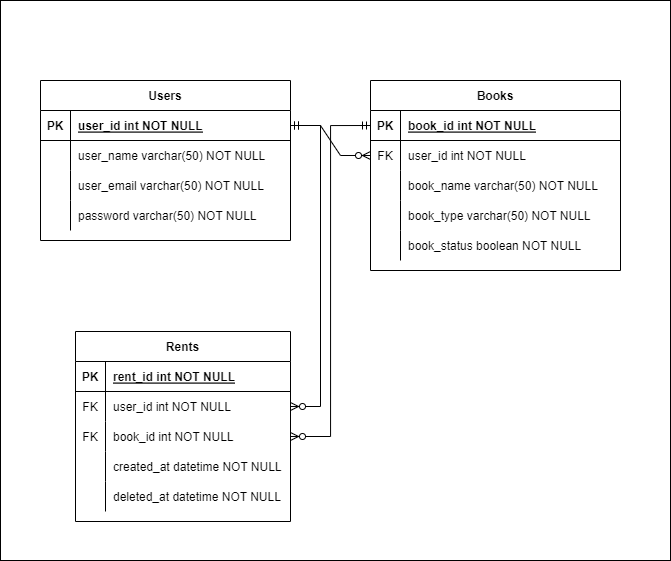 Users
PK user_id int NOT NULL
user_name varchar(50) NOT NULL
user_email varchar(50) NOT NULL
password varchar(50) NOT NULL
Books
PK book_id int NOT NULL
FK user_id int NOT NULL
book_name varchar(50) NOT NULL
book_type varchar(50) NOT NULL
book_status boolean NOT NULL
Rents
PK rent_id int NOT NULL
FK user_id int NOT NULL
FK book_id int NOT NULL
created_at datetime NOT NULL
deleted_at datetime NOT NULL